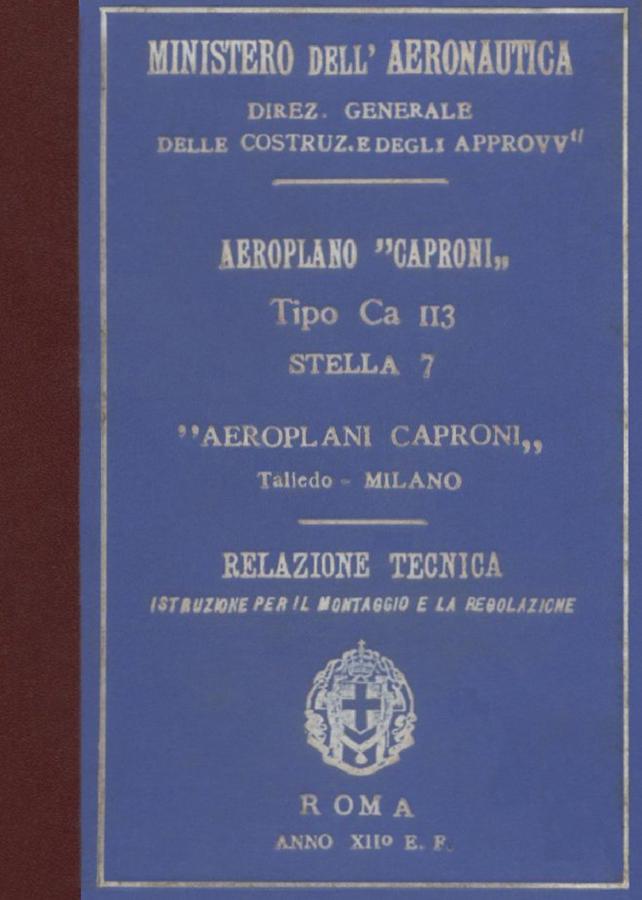 MINISTERO DELL' AERONAUTICA
DIREZ. GENERALE
DELLE COSTRUZ. E DEGLI APPROVV^ti
AEROPLANO "CAPRONI„
Tipo Ca 113
STELLA 7
"AEROPLANI CAPRONI„
Taliedo - MILANO
RELAZIONE TECNICA
ISTRUZIONE PER IL MONTAGGIO E LA REGOLAZIONE
ROMA
ANNO XIIº E. F.